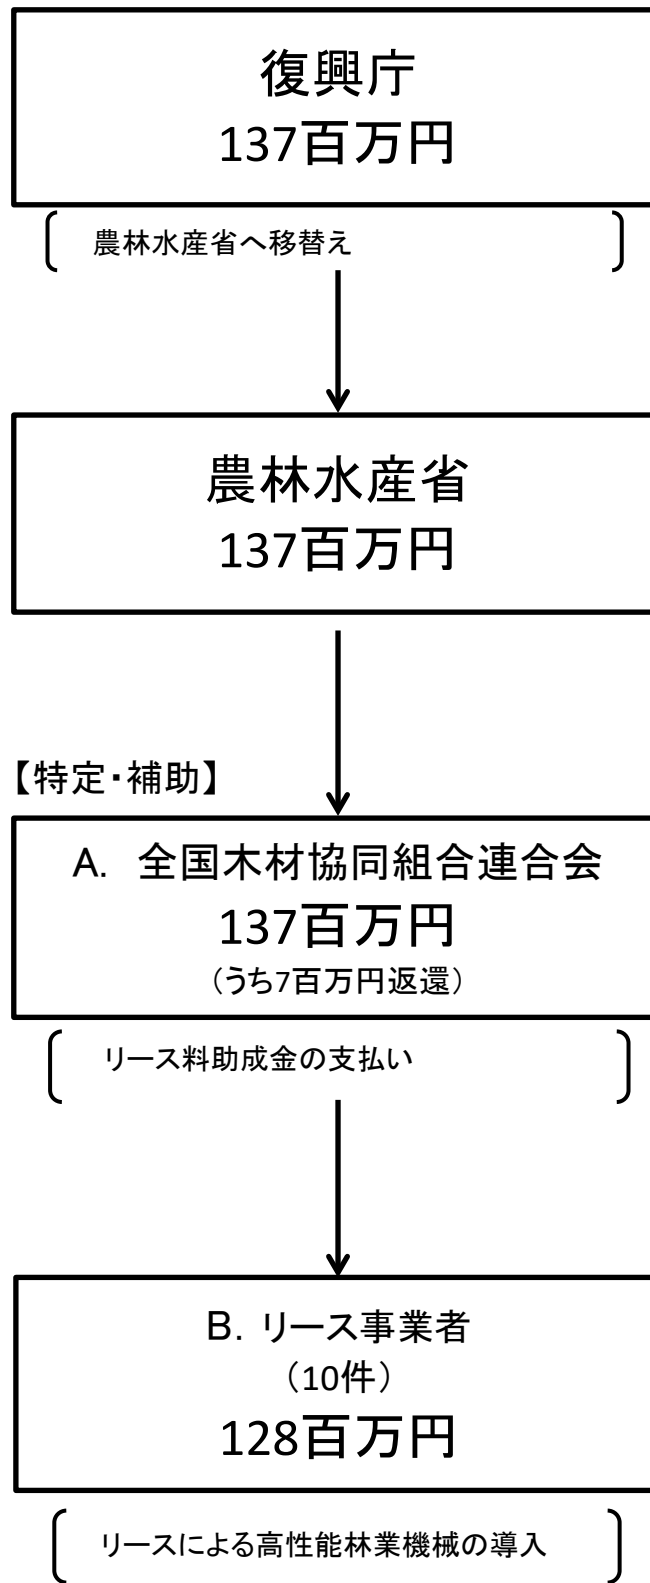 復興庁
137百万円
農林水産省へ移替え
農林水産省
137百万円
【特定・補助】
A. 全国木材協同組合連合会
137百万円
（うち7百万円返還）
リース料助成金の支払い
B. リース事業者
（10件）
128百万円
リースによる高性能林業機械の導入